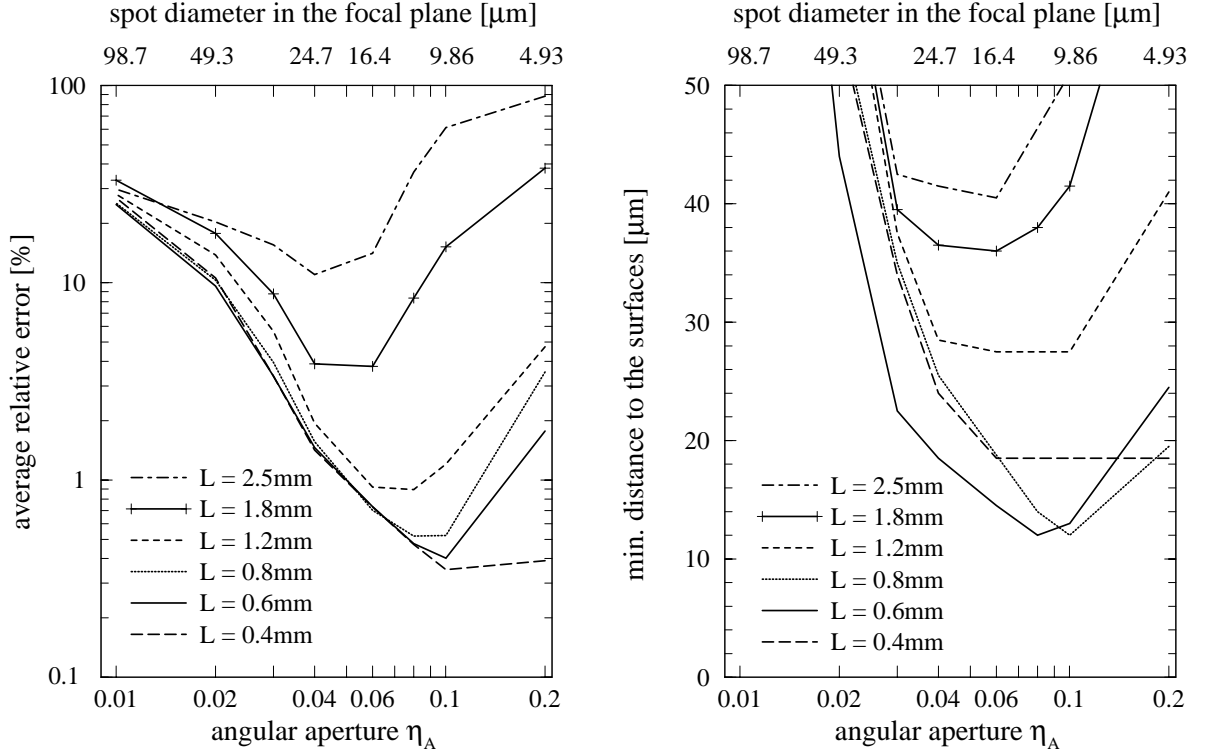 spot diameter in the focal plane [μm]
98.7 49.3 24.7 16.4 9.86 4.93
100
10
1
0.1
average relative error [%]
L = 2.5mm
L = 1.8mm
L = 1.2mm
L = 0.8mm
L = 0.6mm
L = 0.4mm
0.01 0.02 0.04 0.06 0.1 0.2
angular aperture ηA
spot diameter in the focal plane [μm]
98.7 49.3 24.7 16.4 9.86 4.93
50
40
30
20
10
0
min. distance to the surfaces [μm]
L = 2.5mm
L = 1.8mm
L = 1.2mm
L = 0.8mm
L = 0.6mm
L = 0.4mm
0.01 0.02 0.04 0.06 0.1 0.2
angular aperture ηA